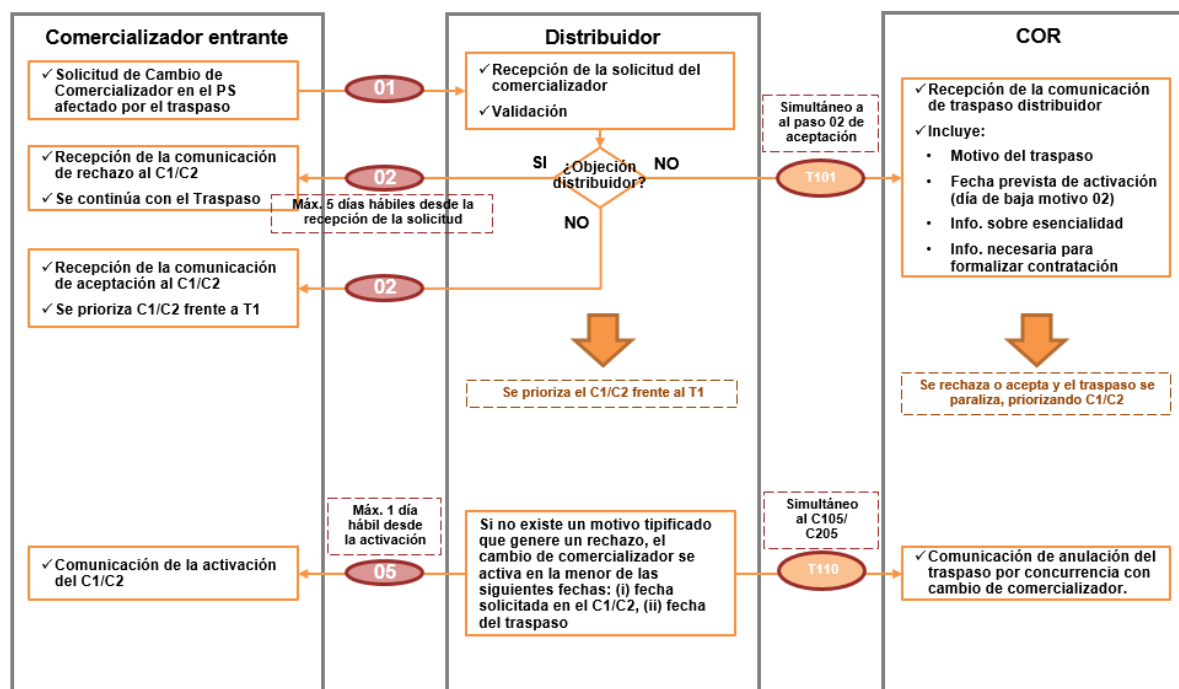 Comercializador entrante
✓ Solicitud de Cambio de
Comercializador en el PS
afectado por el traspaso
01
✓ Recepción de la comunicación
de rechazo al C1/C2
✓ Se continúa con el Traspaso
02
Máx. 5 días hábiles desde la
recepción de la solicitud
✓ Recepción de la comunicación
de aceptación al C1/C2
✓ Se prioriza C1/C2 frente a T1
02
Distribuidor
✓ Recepción de la solicitud del
comercializador
✓ Validación
SI
¿Objeción
distribuidor?
NO
NO
Se prioriza el C1/C2 frente al T1
Simultáneo a
al paso 02 de
aceptación
T101
COR
✓ Recepción de la comunicación
de traspaso distribuidor
✓ Incluye:
• Motivo del traspaso
• Fecha prevista de activación
(día de baja motivo 02)
• Info. sobre esencialidad
• Info. necesaria para
formalizar contratación
Se rechaza o acepta y el traspaso se
paraliza, priorizando C1/C2
✓ Comunicación de la activación
del C1/C2
Máx. 1 día
hábil desde
la activación
05
Si no existe un motivo tipificado
que genere un rechazo, el
cambio de comercializador se
activa en la menor de las
siguientes fechas: (i) fecha
solicitada en el C1/C2, (ii) fecha
del traspaso
Simultáneo
al C105/
C205
T110
✓ Comunicación de anulación del
traspaso por concurrencia con
cambio de comercializador.